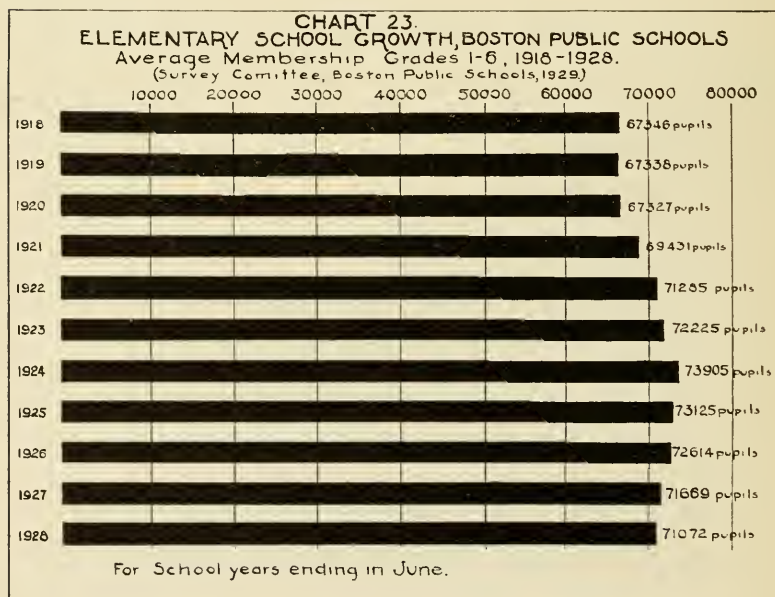 CHART 23.
ELEMENTARY SCHOOL GROWTH, BOSTON PUBLIC SCHOOLS
Average Membership Grades 1-6, 1918-1928.
(Survey Comittee, Boston Public Schools, 1929.)
10000 20000 30000 40000 50000 60000 70000 80000
1918 67346 pupils
1919 67338 pupils
1920 67327 pupils
1921 69431 pupils
1922 71285 pupils
1923 72225 pupils
1924 73905 pupils
1925 73125 pupils
1926 72614 pupils
1927 71669 pupils
1928 71072 pupils
For School years ending in June.